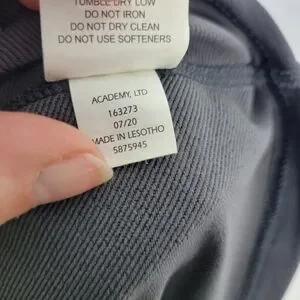 TUMBLE DRY LOW
DO NOT IRON
DO NOT DRY CLEAN
DO NOT USE SOFTENERS
ACADEMY, LTD
163273
07/20
MADE IN LESOTHO
5875945